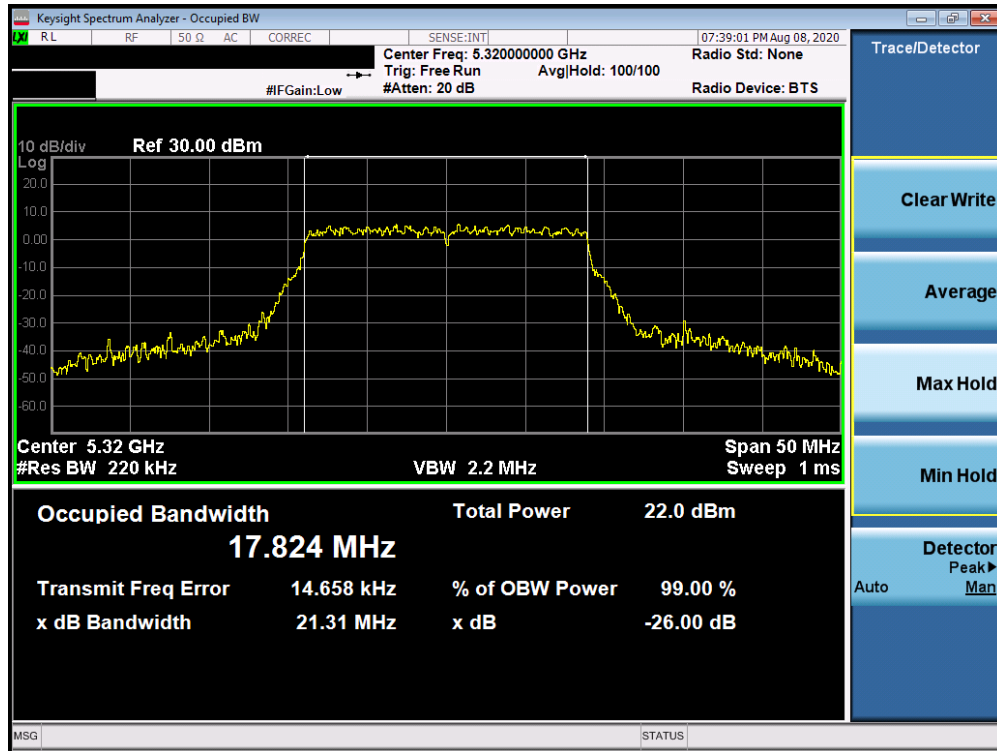 Keysight Spectrum Analyzer - Occupied BW
LXI RL RF 50 Ω AC CORREC SENSE:INT 07:39:01 PM Aug 08, 2020
Center Freq: 5.320000000 GHz Radio Std: None
Trig: Free Run Avg|Hold: 100/100
#IFGain:Low #Atten: 20 dB Radio Device: BTS
10 dB/div Ref 30.00 dBm
Log
20.0
10.0
0.00
-10.0
-20.0
-30.0
-40.0
-50.0
-60.0
Center 5.32 GHz Span 50 MHz
#Res BW 220 kHz VBW 2.2 MHz Sweep 1 ms
Occupied Bandwidth Total Power 22.0 dBm
17.824 MHz
Transmit Freq Error 14.658 kHz % of OBW Power 99.00 %
x dB Bandwidth 21.31 MHz x dB -26.00 dB
MSG STATUS
Trace/Detector
Clear Write
Average
Max Hold
Min Hold
Detector
Peak▶
Auto Man